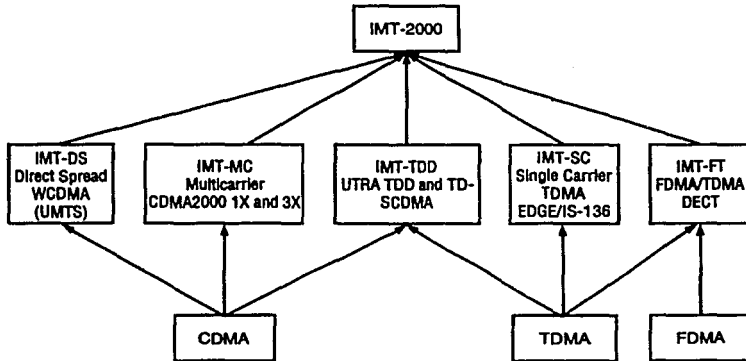 IMT-2000
IMT-DS
Direct Spread
WCDMA
(UMTS)
IMT-MC
Multicarrier
CDMA2000 1X and 3X
IMT-TDD
UTRA TDD and TD-
SCDMA
IMT-SC
Single Carrier
TDMA
EDGE/IS-136
IMT-FT
FDMA/TDMA
DECT
CDMA
TDMA
FDMA